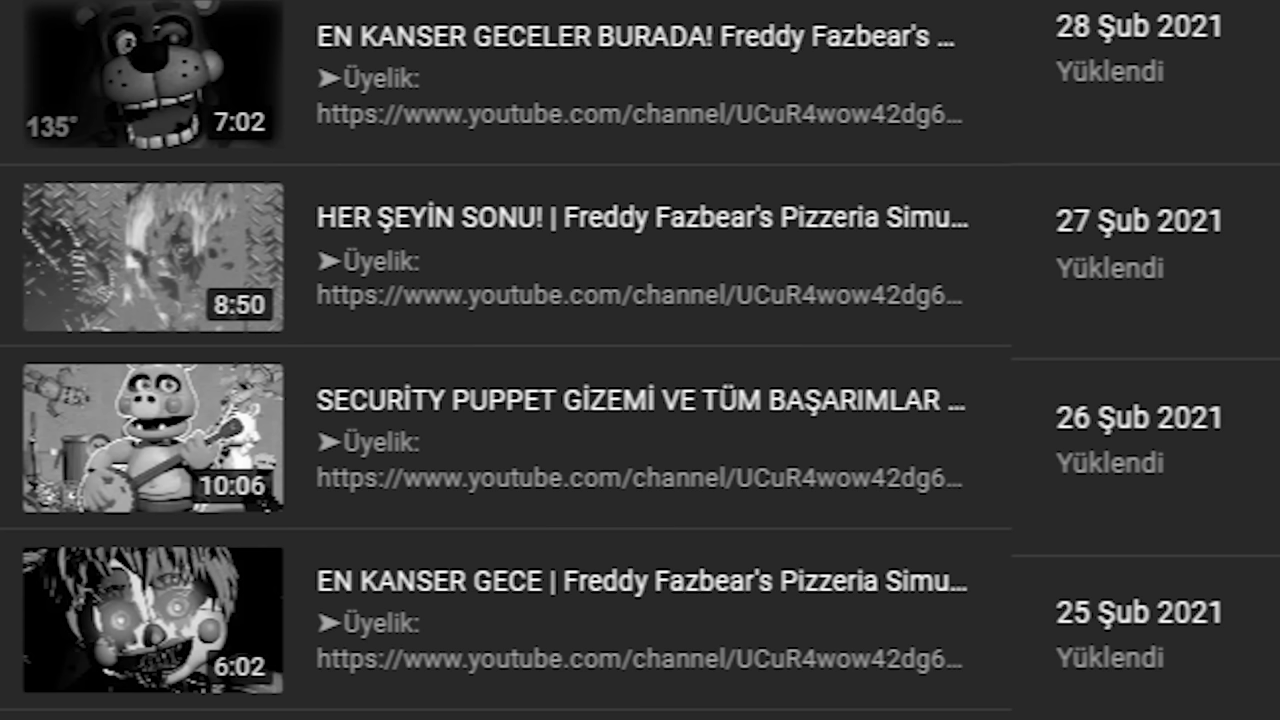 EN KANSER GECELER BURADA! Freddy Fazbear's ...
➤Üyelik:
https://www.youtube.com/channel/UCuR4wow42dg6...
135°
7:02
28 Şub 2021
Yüklendi
HER ŞEYİN SONU! | Freddy Fazbear's Pizzeria Simu...
➤Üyelik:
https://www.youtube.com/channel/UCuR4wow42dg6...
8:50
27 Şub 2021
Yüklendi
SECURİTY PUPPET GİZEMİ VE TÜM BAŞARIMLAR ...
➤Üyelik:
https://www.youtube.com/channel/UCuR4wow42dg6...
10:06
26 Şub 2021
Yüklendi
EN KANSER GECE | Freddy Fazbear's Pizzeria Simu...
➤Üyelik:
https://www.youtube.com/channel/UCuR4wow42dg6...
6:02
25 Şub 2021
Yüklendi